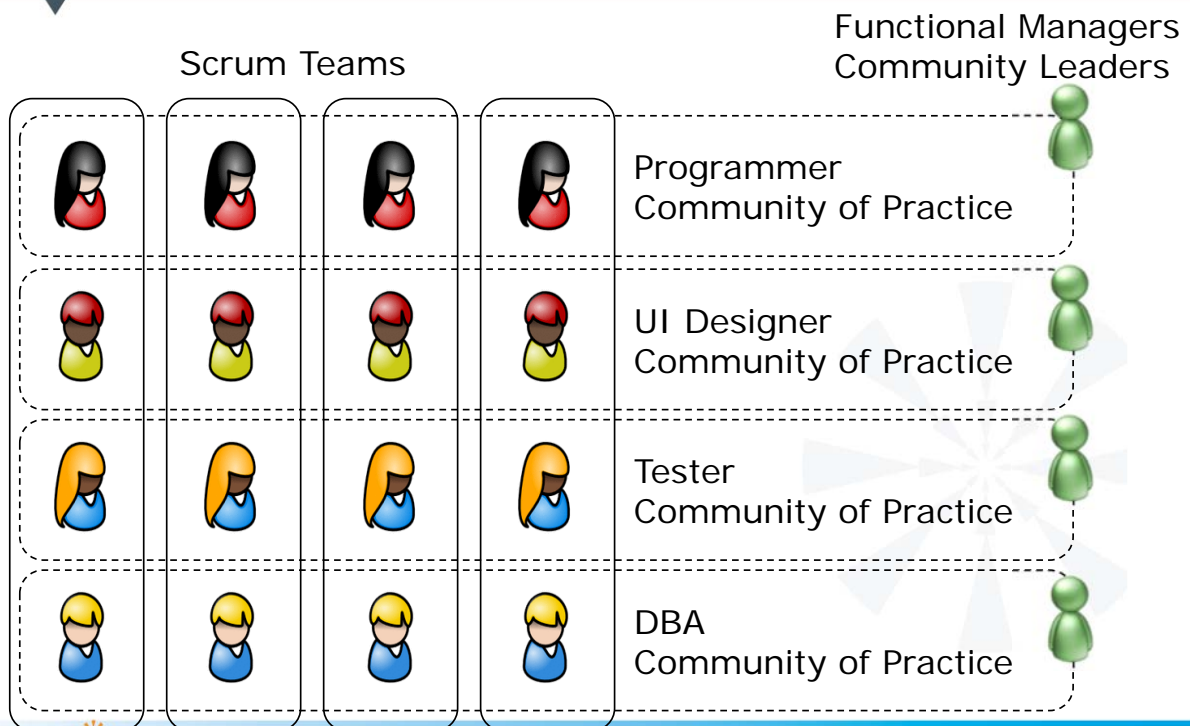 Functional Managers
Community Leaders
Scrum Teams
Programmer
Community of Practice
UI Designer
Community of Practice
Tester
Community of Practice
DBA
Community of Practice